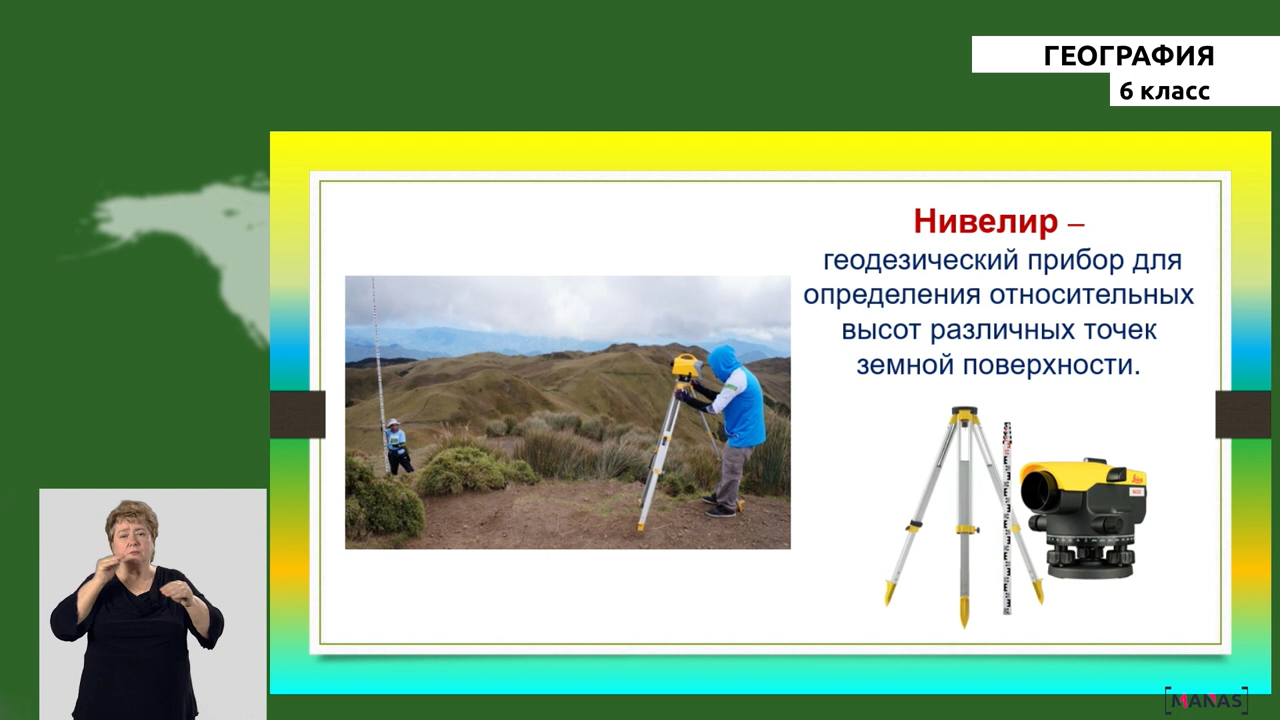 ГЕОГРАФИЯ
6 класс
Нивелир –
геодезический прибор для
определения относительных
высот различных точек
земной поверхности.
[MANAS]